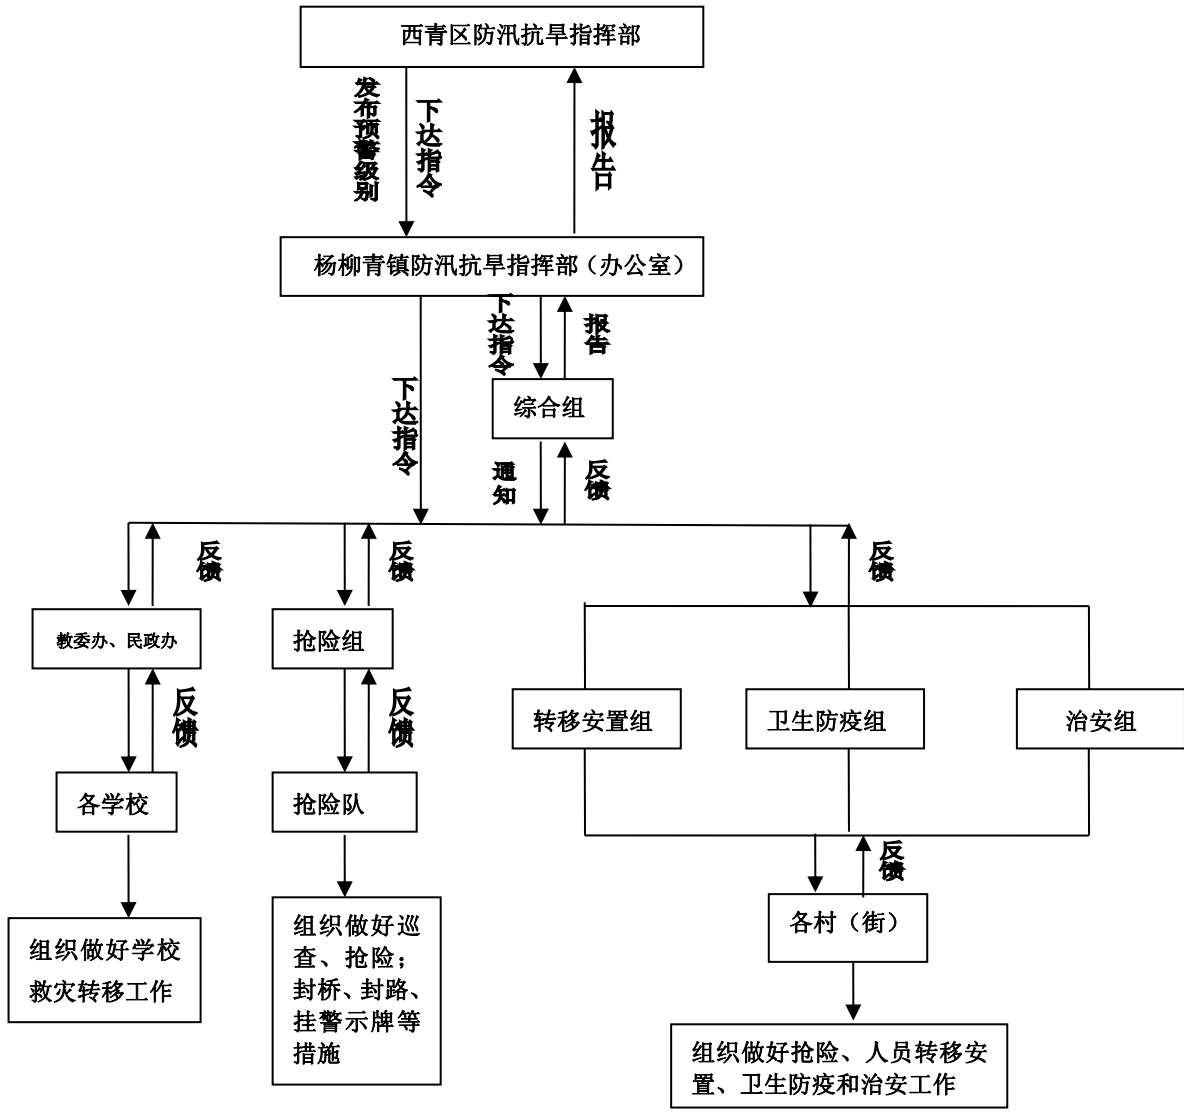 西青区防汛抗旱指挥部
发布预警级别
下达指令
报告
杨柳青镇防汛抗旱指挥部（办公室）
下达指令
报告
下达指令
综合组
通知
反馈
反馈
反馈
反馈
教委办、民政办
抢险组
反馈
反馈
转移安置组
卫生防疫组
治安组
各学校
抢险队
反馈
各村（街）
组织做好学校
救灾转移工作
组织做好巡
查、抢险；
封桥、封路、
挂警示牌等
措施
组织做好抢险、人员转移安
置、卫生防疫和治安工作